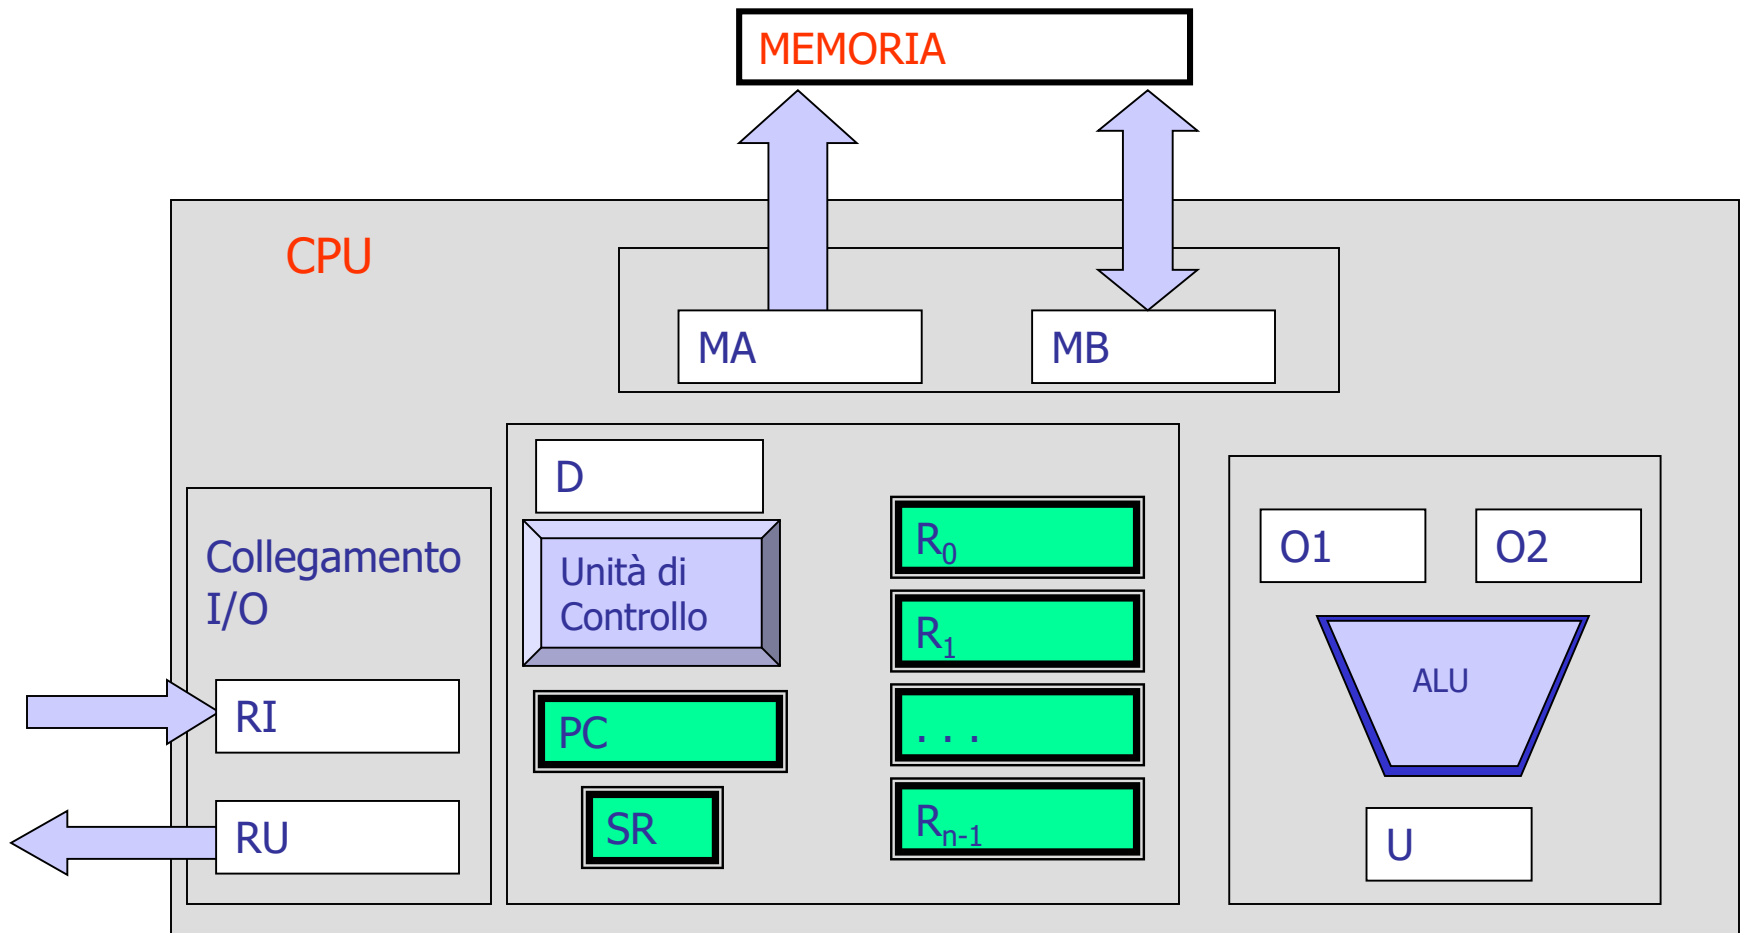 MEMORIA
CPU
MA
MB
D
Unità di
Controllo
PC
SR
R0
R1
. . .
Rn-1
Collegamento
I/O
RI
RU
O1
O2
ALU
U